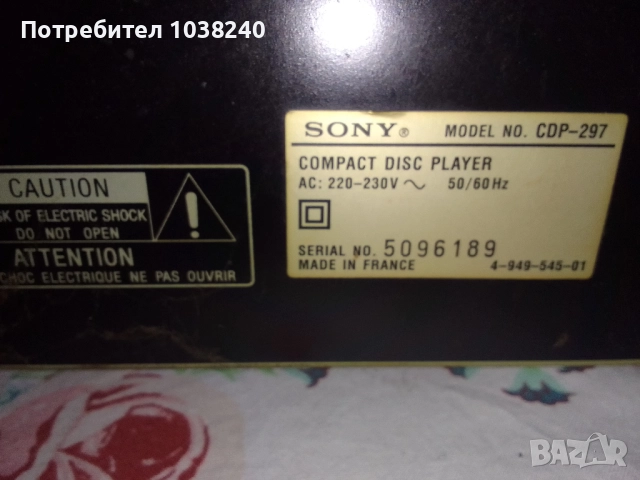 Потребител 1038240
SONY® MODEL NO. CDP-297
COMPACT DISC PLAYER
AC: 220-230V ~ 50/60Hz
SERIAL NO. 5096189
MADE IN FRANCE 4-949-545-01
CAUTION
OF ELECTRIC SHOCK
DO NOT OPEN
ATTENTION
CHOC ELECTRIQUE NE PAS OUVRIR
BAZAR